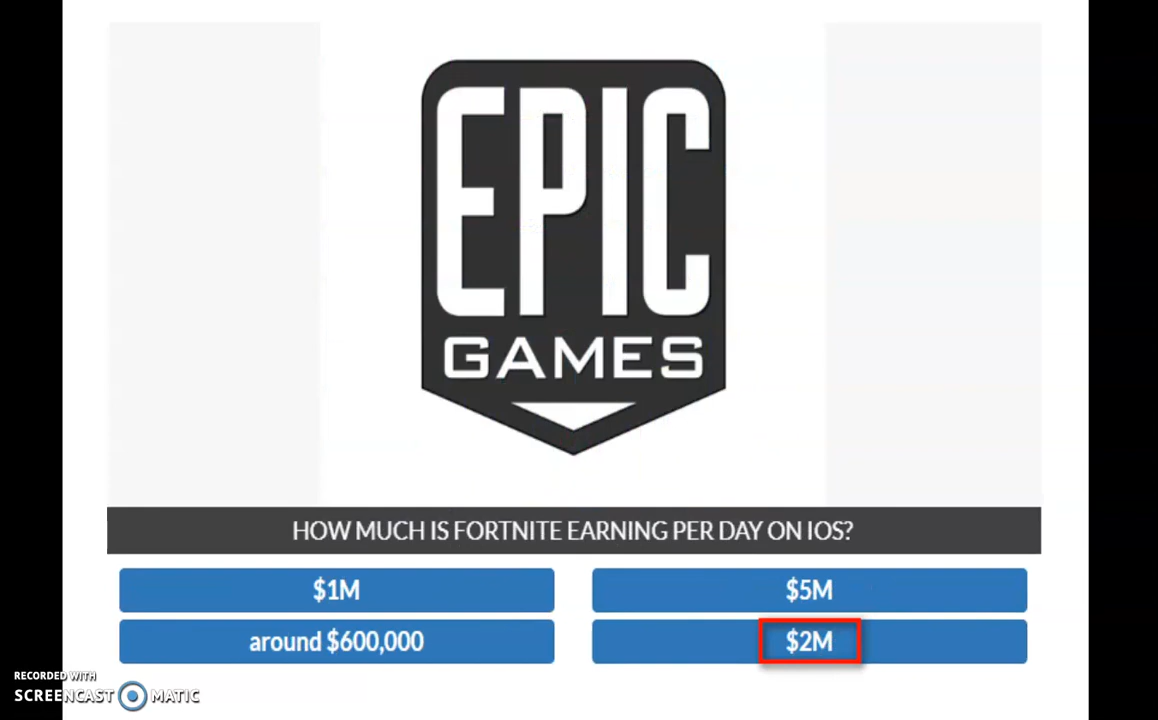 EPIC
GAMES
HOW MUCH IS FORTNITE EARNING PER DAY ON IOS?
$1M
$5M
around $600,000
$2M
RECORDED WITH
SCREENCAST MATIC